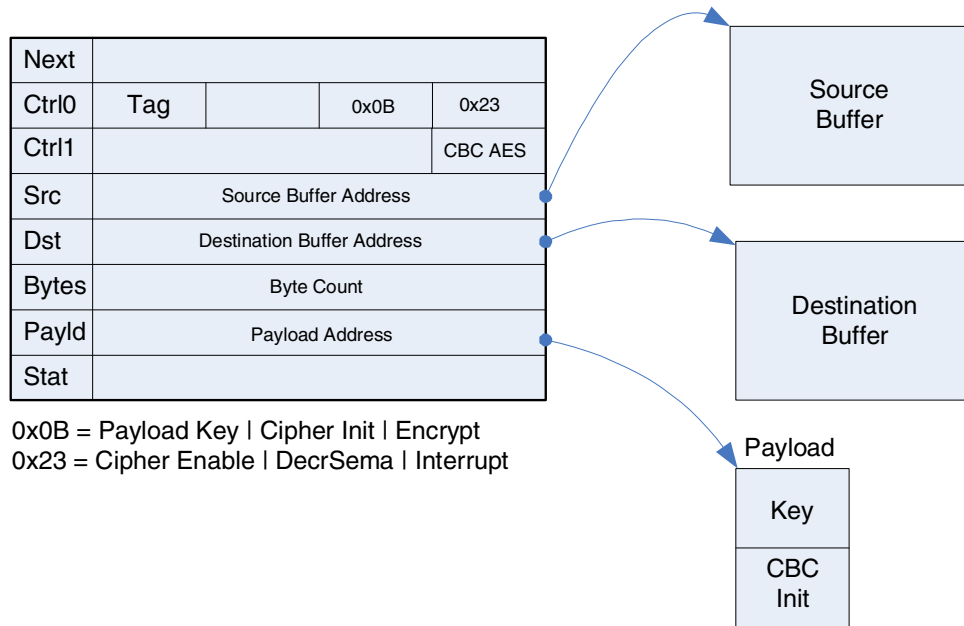 Next
Ctrl0 Tag 0x0B 0x23
Ctrl1 CBC AES
Src Source Buffer Address
Dst Destination Buffer Address
Bytes Byte Count
Payld Payload Address
Stat
0x0B = Payload Key | Cipher Init | Encrypt
0x23 = Cipher Enable | DecrSema | Interrupt
Source
Buffer
Destination
Buffer
Payload
Key
CBC
Init